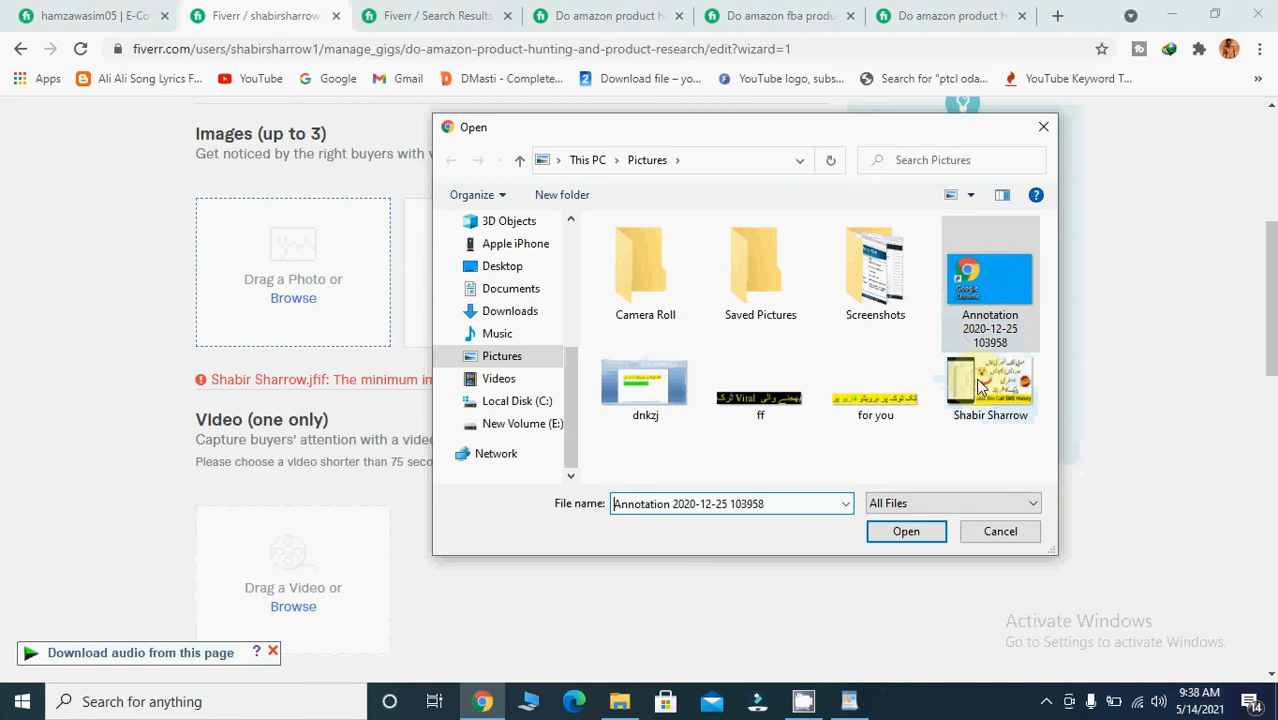 hamzawasim05 | E-Co
Fiverr / shabirsharrow
Fiverr / Search Results
Do amazon product h
Do amazon fba produ
Do amazon product h
fiverr.com/users/shabirsharrow1/manage_gigs/do-amazon-product-hunting-and-product-research/edit?wizard=1
Apps
Ali Ali Song Lyrics F...
YouTube
Google
Gmail
DMasti - Complete...
Download file – yo...
YouTube logo, subs...
Search for "ptcl oda...
YouTube Keyword T...
»
Images (up to 3)
Get noticed by the right buyers with v
Drag a Photo or
Browse
Shabir Sharrow.jfif: The minimum im
Video (one only)
Capture buyers' attention with a video
Please choose a video shorter than 75 seco
Drag a Video or
Browse
Download audio from this page
?
Open
This PC
Pictures
Search Pictures
Organize
New folder
3D Objects
Apple iPhone
Desktop
Documents
Downloads
Music
Pictures
Videos
Local Disk (C:)
New Volume (E:)
Network
Camera Roll
Saved Pictures
Screenshots
Google
Chrome
Annotation
2020-12-25
103958
dnkzj
بھجنے والی Viral ٹرک
ff
for you
Shabir Sharrow
File name:
Annotation 2020-12-25 103958
All Files
Open
Cancel
Activate Windows
Go to Settings to activate Windows.
Search for anything
9:38 AM
5/14/2021
14